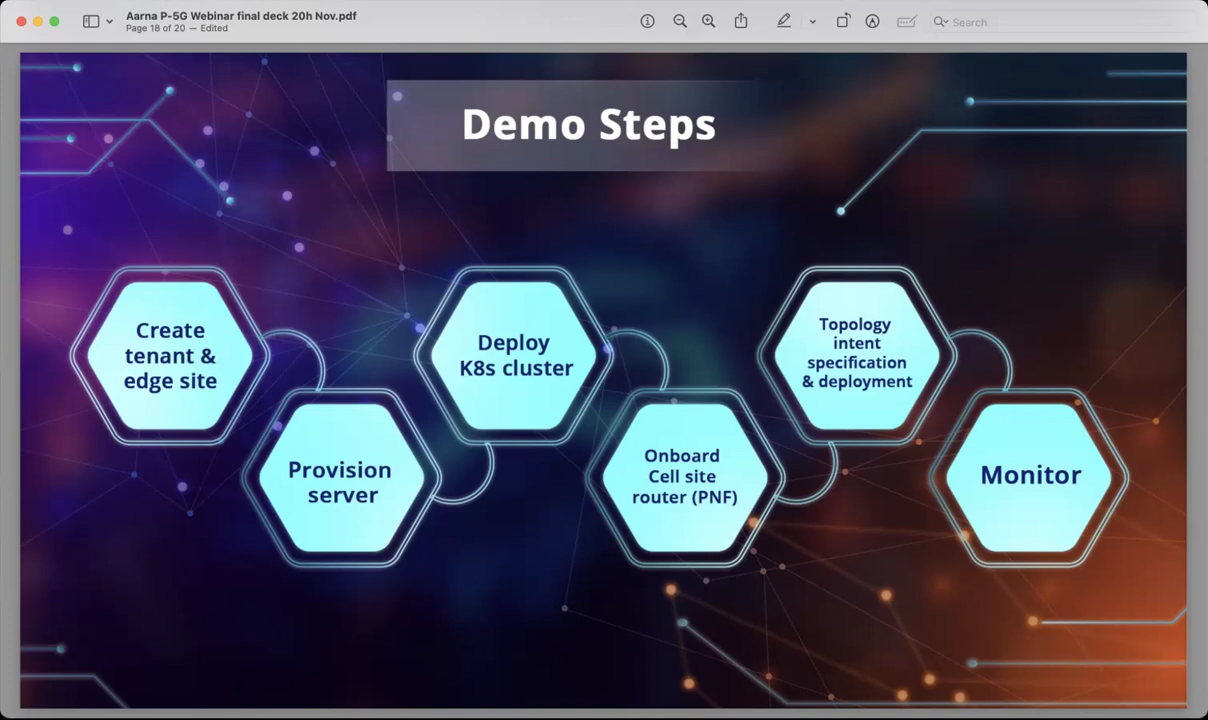 Aarna P-5G Webinar final deck 20h Nov.pdf
Page 18 of 20 — Edited
Search
Demo Steps
Create
tenant &
edge site
Provision
server
Deploy
K8s cluster
Onboard
Cell site
router (PNF)
Topology
intent
specification
& deployment
Monitor